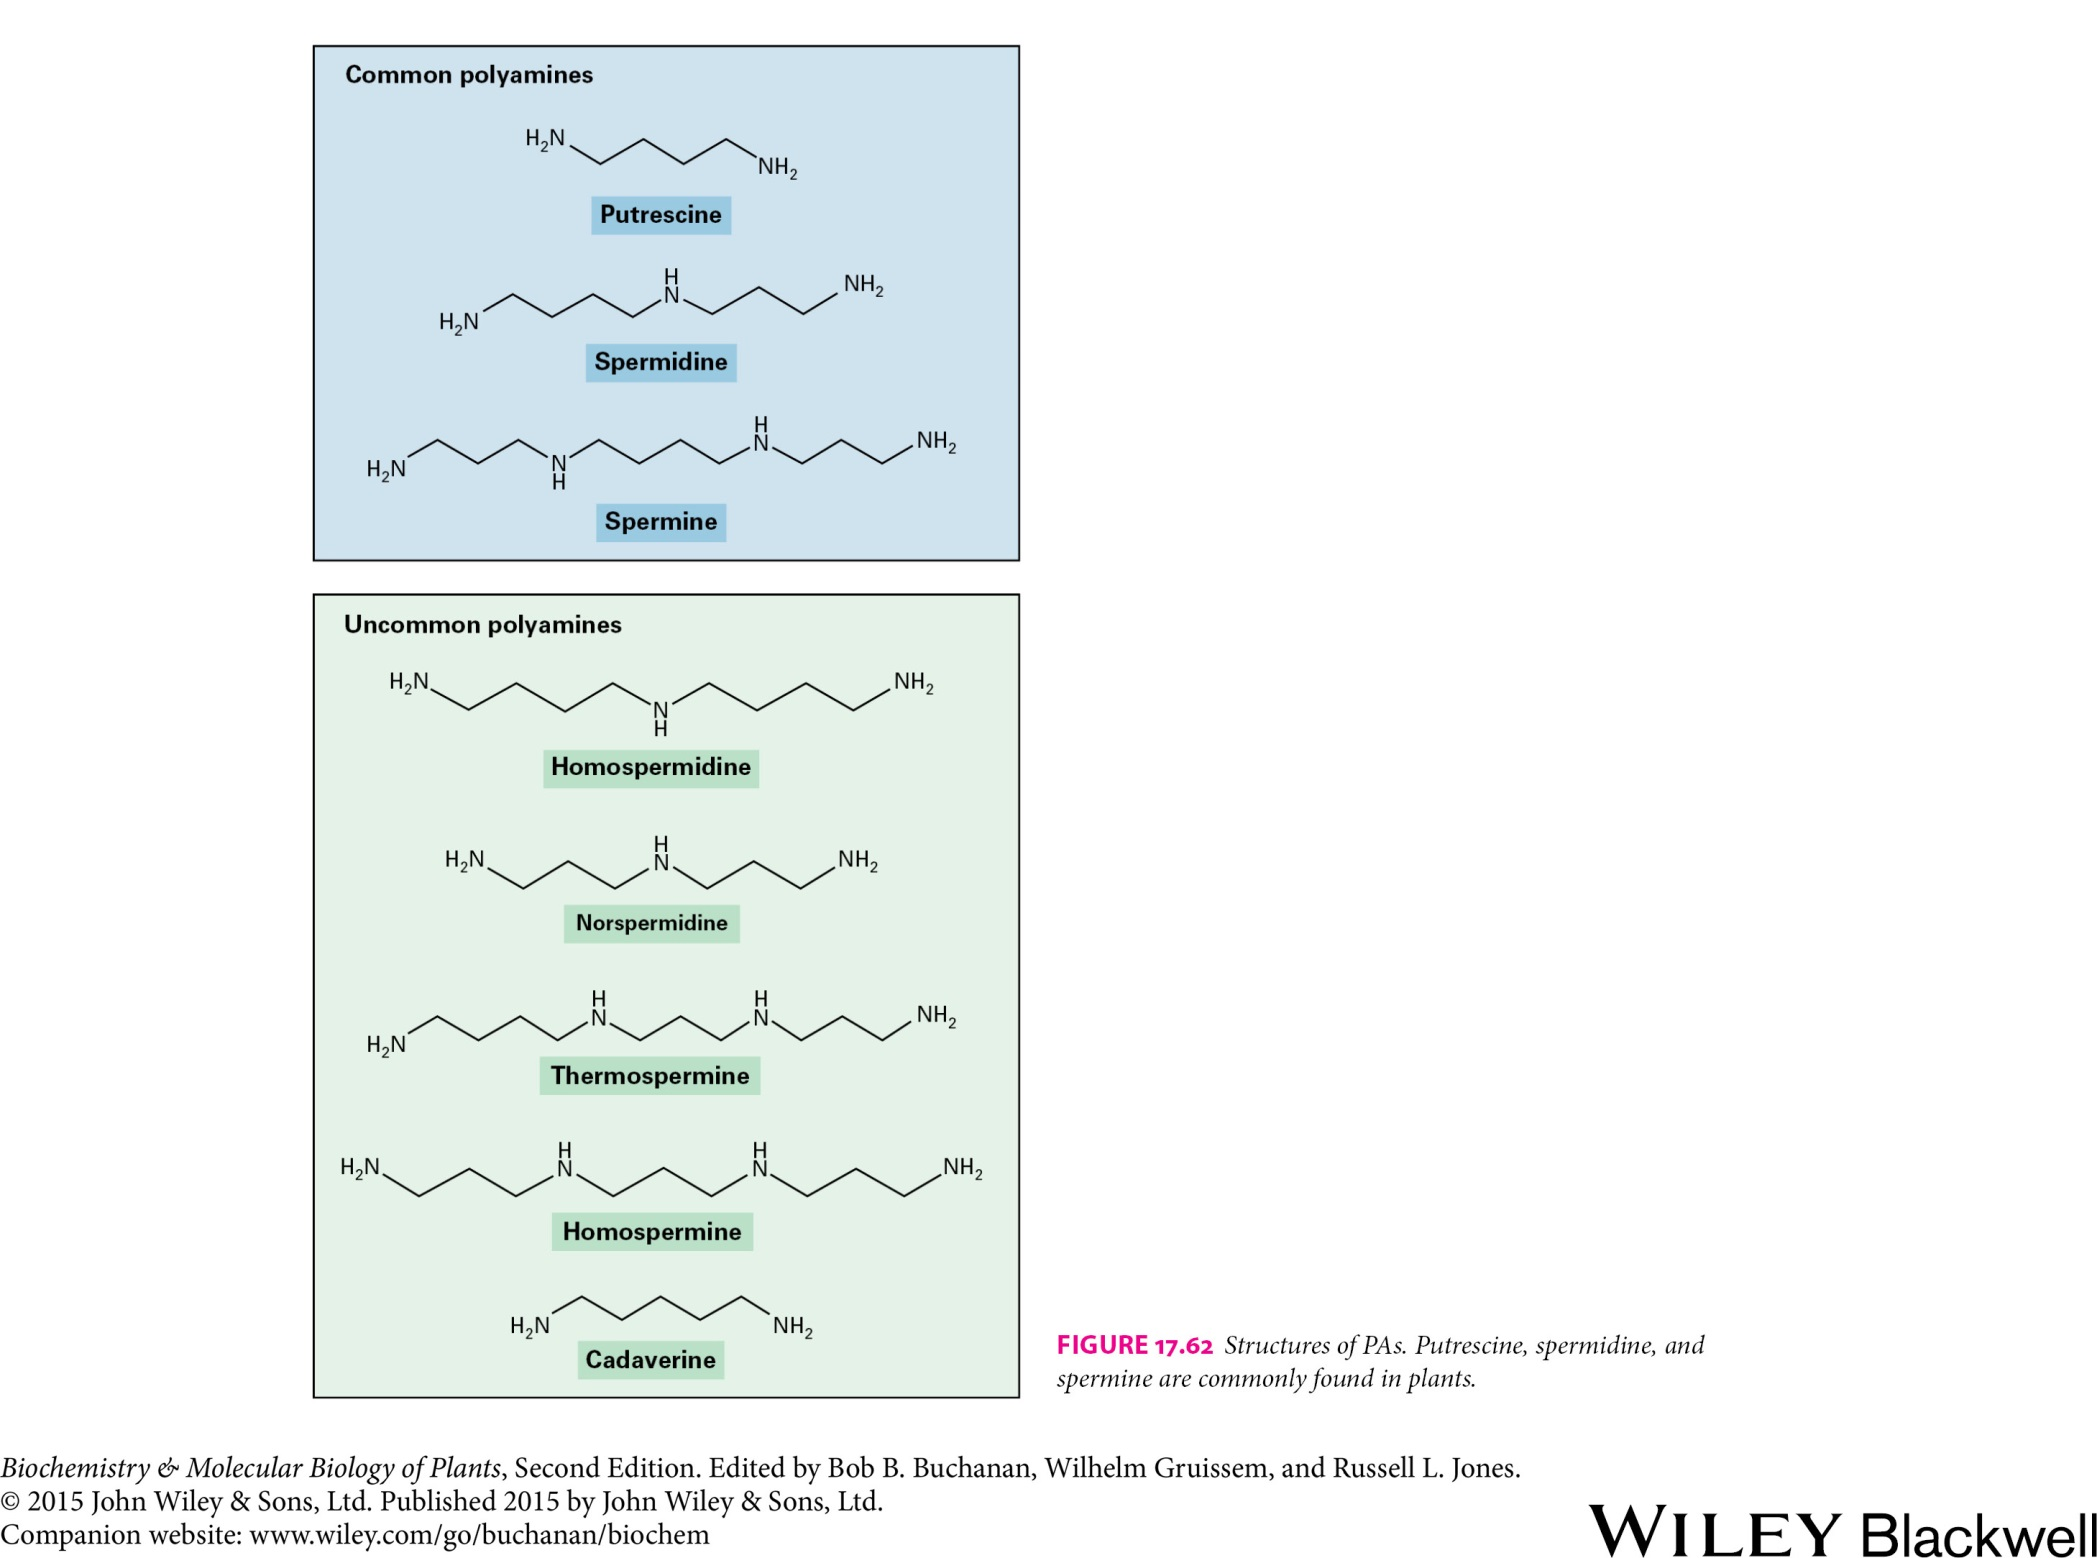 Common polyamines
H₂N
NH₂
Putrescine
H
N
NH₂
H₂N
Spermidine
H
N
NH₂
H₂N
N
H
Spermine
Uncommon polyamines
H₂N
NH₂
N
H
Homospermidine
H
H₂N
N
NH₂
Norspermidine
H
H
N
N
NH₂
H₂N
Thermospermine
H
H
H₂N
N
N
NH₂
Homospermine
H₂N
NH₂
Cadaverine
FIGURE 17.62 Structures of PAs. Putrescine, spermidine, and
spermine are commonly found in plants.
Biochemistry & Molecular Biology of Plants, Second Edition. Edited by Bob B. Buchanan, Wilhelm Gruissem, and Russell L. Jones.
© 2015 John Wiley & Sons, Ltd. Published 2015 by John Wiley & Sons, Ltd.
Companion website: www.wiley.com/go/buchanan/biochem
WILEY Blackwell